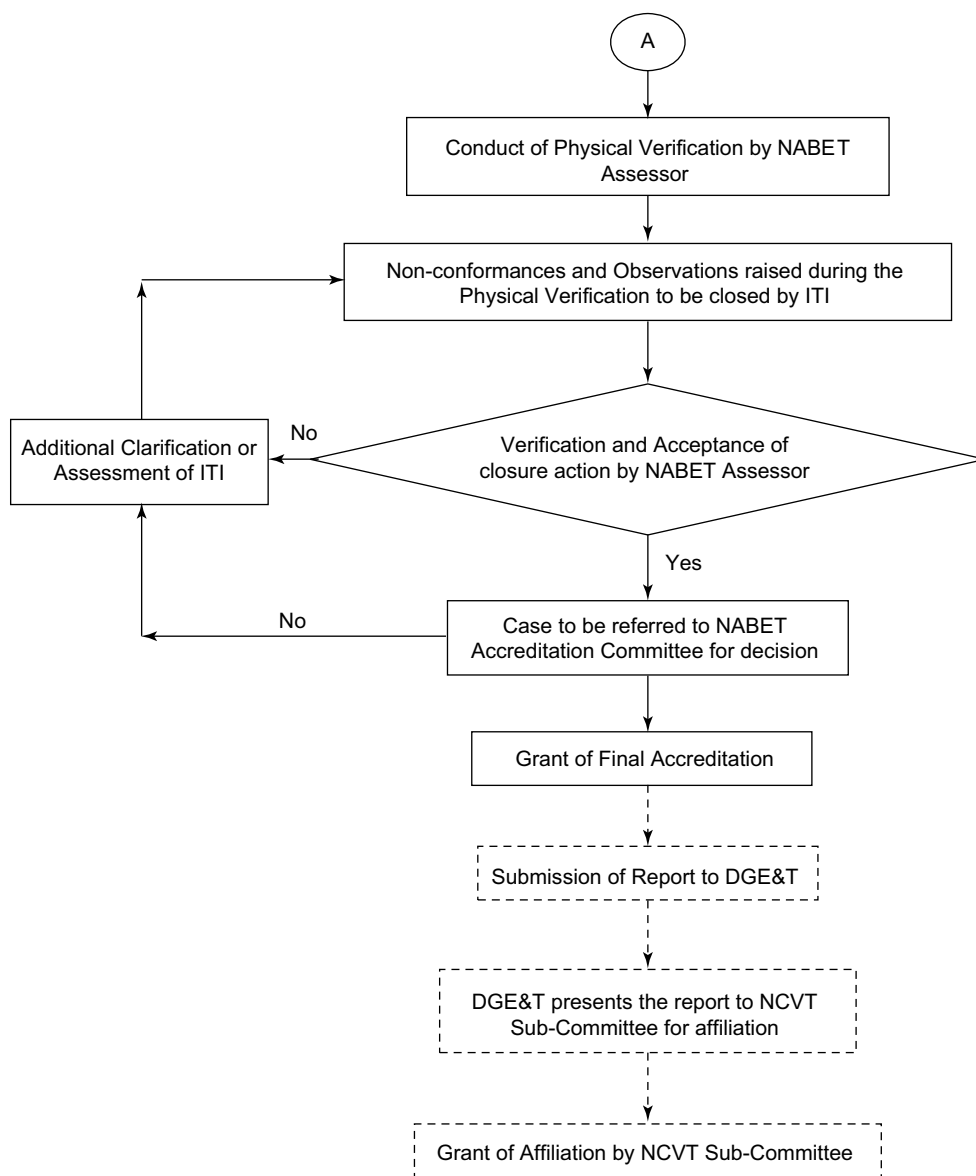 A
Conduct of Physical Verification by NABET
Assessor
Non-conformances and Observations raised during the
Physical Verification to be closed by ITI
Additional Clarification or
Assessment of ITI
No
Verification and Acceptance of
closure action by NABET Assessor
Yes
No
Case to be referred to NABET
Accreditation Committee for decision
Grant of Final Accreditation
Submission of Report to DGE&T
DGE&T presents the report to NCVT
Sub-Committee for affiliation
Grant of Affiliation by NCVT Sub-Committee